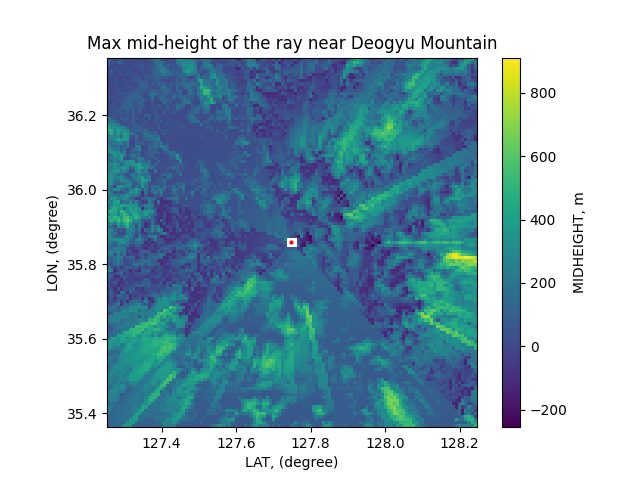 Max mid-height of the ray near Deogyu Mountain
36.2
36.0
35.8
35.6
35.4
LON, (degree)
127.4 127.6 127.8 128.0 128.2
LAT, (degree)
800
600
400
200
0
−200
MIDHEIGHT, m